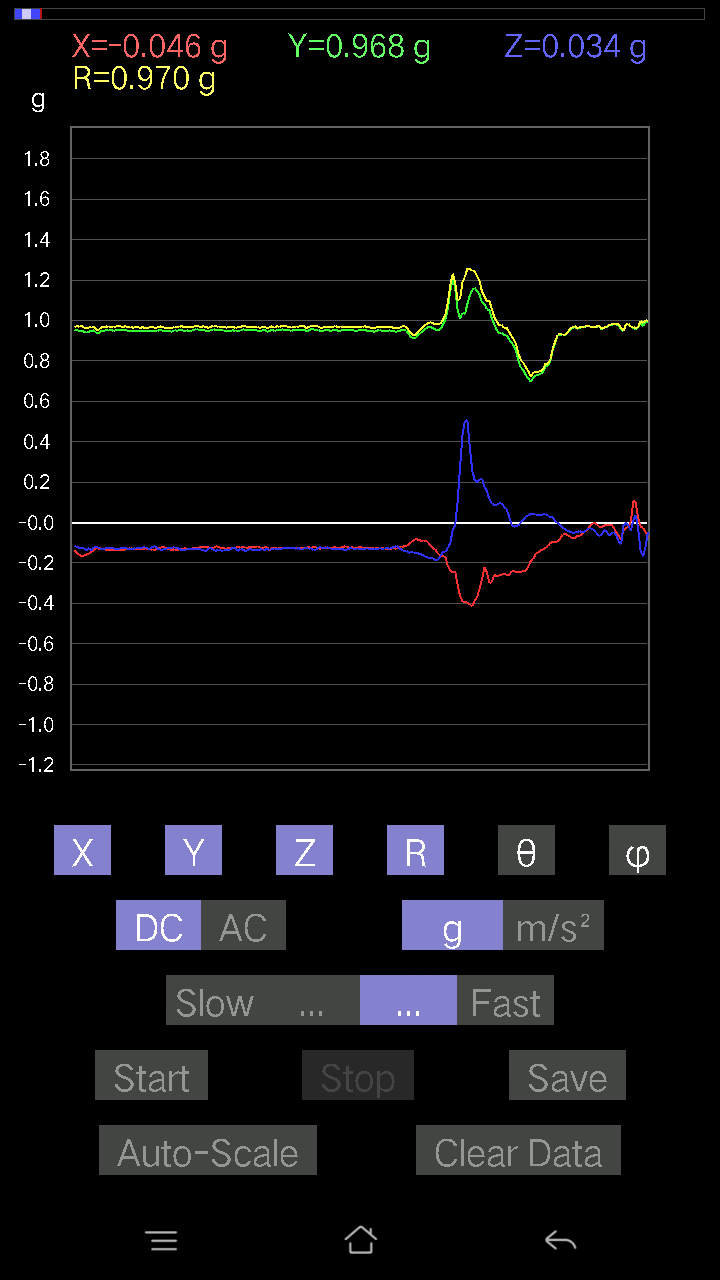 X=-0.046 g Y=0.968 g Z=0.034 g
R=0.970 g
g
1.8
1.6
1.4
1.2
1.0
0.8
0.6
0.4
0.2
-0.0
-0.2
-0.4
-0.6
-0.8
-1.0
-1.2
X Y Z R θ φ
DC AC g m/s²
Slow ... ... Fast
Start Stop Save
Auto-Scale Clear Data